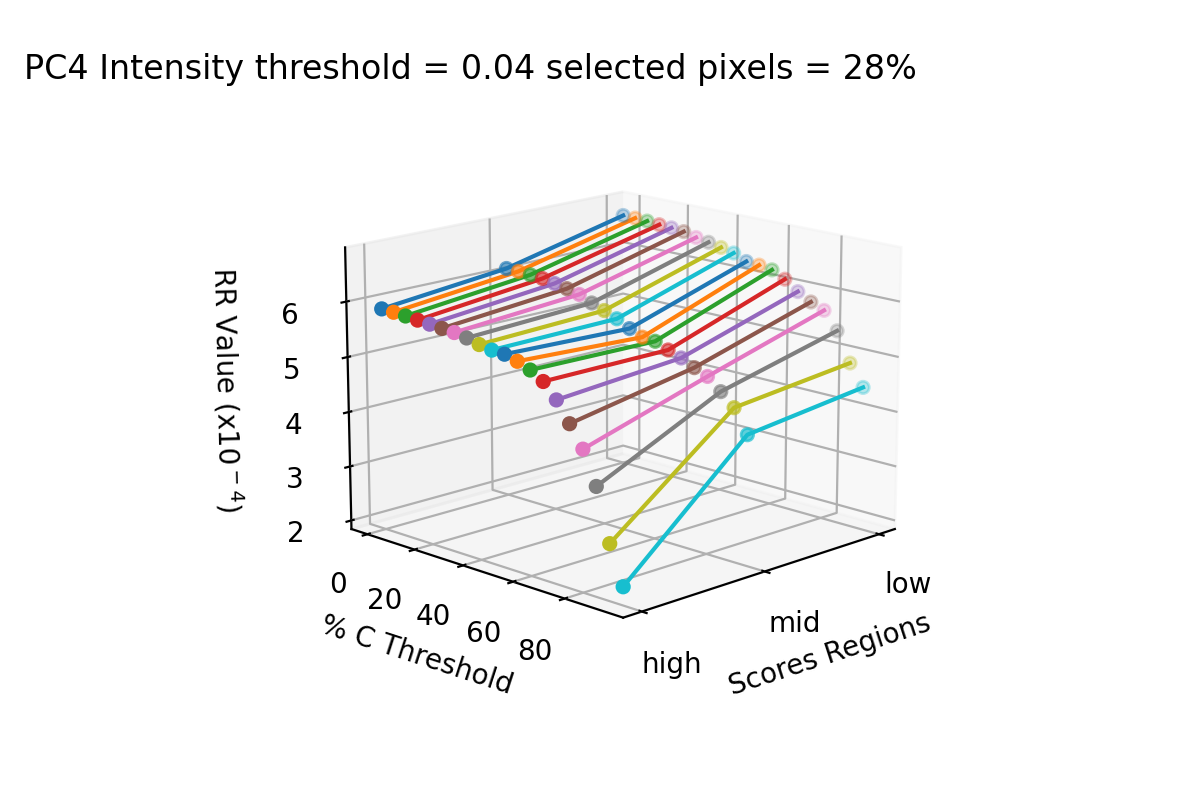 PC4 Intensity threshold = 0.04 selected pixels = 28%
RR Value (x10⁻⁴)
6
5
4
3
2
0
20
40
60
80
% C Threshold
low
mid
high
Scores Regions